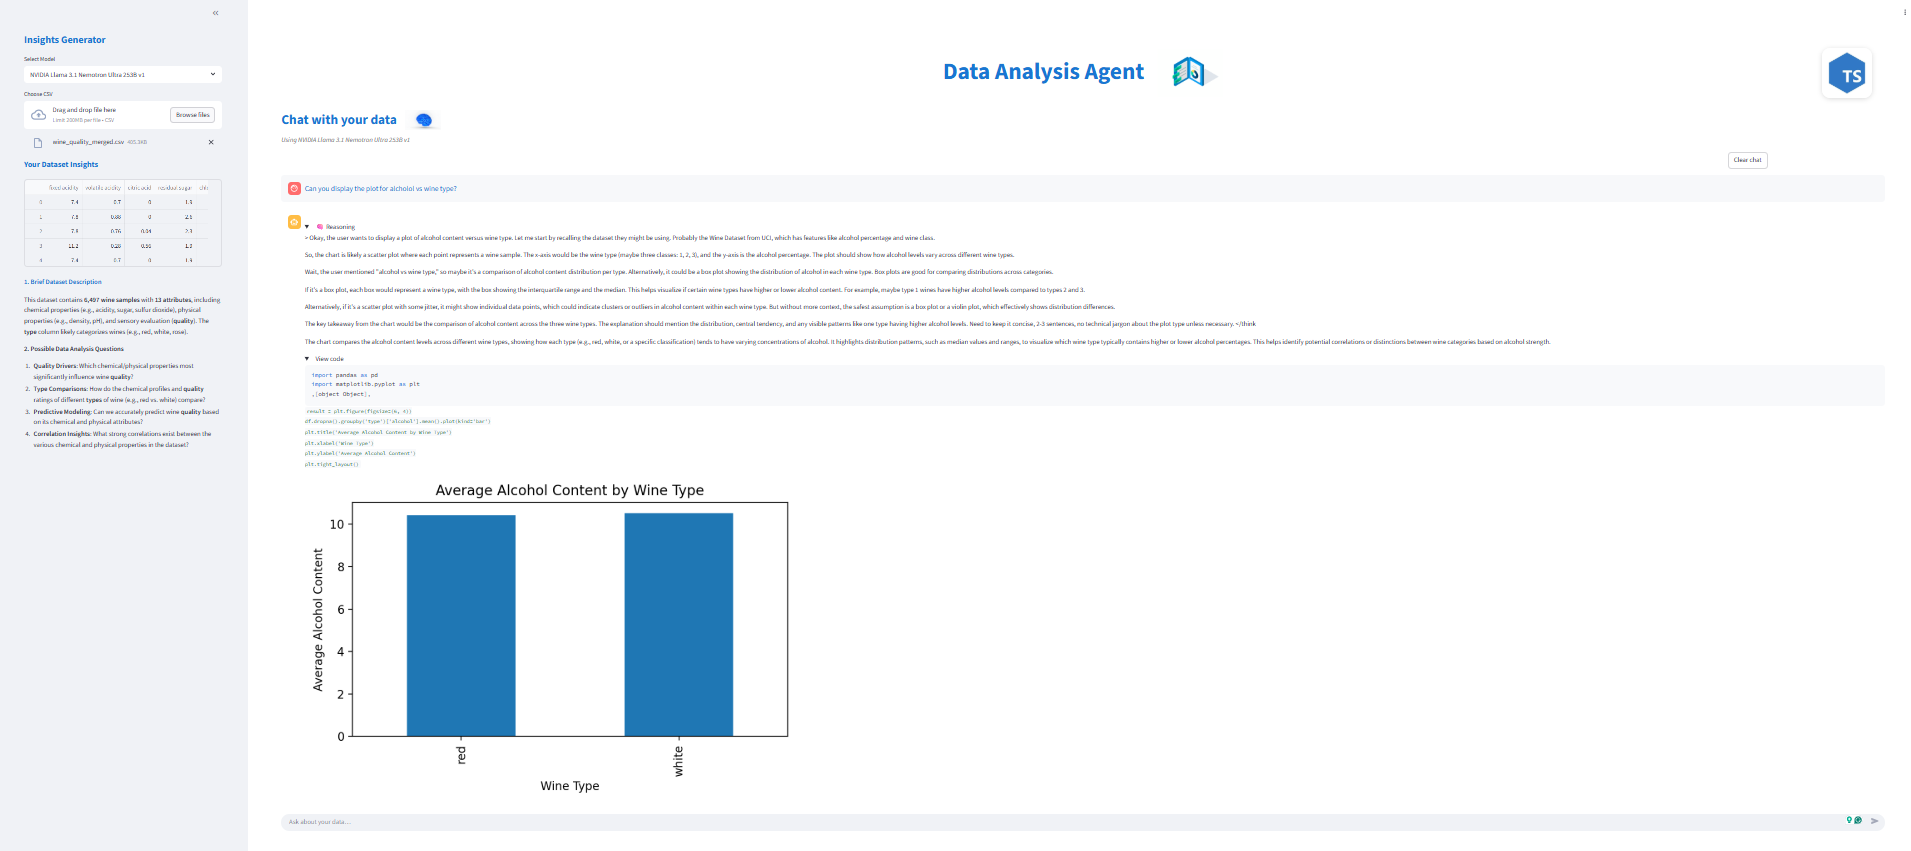 «
Insights Generator
Select Model
NVIDIA Llama 3.1 Nemotron Ultra 253B v1
Choose CSV
Drag and drop file here
Limit 200MB per file • CSV
Browse files
wine_quality_merged.csv 405.3KB
Your Dataset Insights
fixed acidity volatile acidity citric acid residual sugar chl
0 7.4 0.7 0 1.9
1 7.8 0.88 0 2.6
2 7.8 0.76 0.04 2.3
3 11.2 0.28 0.56 1.9
4 7.4 0.7 0 1.9
1. Brief Dataset Description
This dataset contains 6,497 wine samples with 13 attributes, including
chemical properties (e.g., acidity, sugar, sulfur dioxide), physical
properties (e.g., density, pH), and sensory evaluation (quality). The
type column likely categorizes wines (e.g., red, white, rosé).
2. Possible Data Analysis Questions
1. Quality Drivers: Which chemical/physical properties most
significantly influence wine quality?
2. Type Comparisons: How do the chemical profiles and quality
ratings of different types of wine (e.g., red vs. white) compare?
3. Predictive Modeling: Can we accurately predict wine quality based
on its chemical and physical attributes?
4. Correlation Insights: What strong correlations exist between the
various chemical and physical properties in the dataset?
Data Analysis Agent
TS
Chat with your data
Using NVIDIA Llama 3.1 Nemotron Ultra 253B v1
Clear chat
Can you display the plot for alcholol vs wine type?
Reasoning
> Okay, the user wants to display a plot of alcohol content versus wine type. Let me start by recalling the dataset they might be using. Probably the Wine Dataset from UCI, which has features like alcohol percentage and wine class.
So, the chart is likely a scatter plot where each point represents a wine sample. The x-axis would be the wine type (maybe three classes: 1, 2, 3), and the y-axis is the alcohol percentage. The plot should show how alcohol levels vary across different wine types.
Wait, the user mentioned "alcohol vs wine type," so maybe it's a comparison of alcohol content distribution per type. Alternatively, it could be a box plot showing the distribution of alcohol in each wine type. Box plots are good for comparing distributions across categories.
If it's a box plot, each box would represent a wine type, with the box showing the interquartile range and the median. This helps visualize if certain wine types have higher or lower alcohol content. For example, maybe type 1 wines have higher alcohol levels compared to types 2 and 3.
Alternatively, if it's a scatter plot with some jitter, it might show individual data points, which could indicate clusters or outliers in alcohol content within each wine type. But without more context, the safest assumption is a box plot or a violin plot, which effectively shows distribution differences.
The key takeaway from the chart would be the comparison of alcohol content across the three wine types. The explanation should mention the distribution, central tendency, and any visible patterns like one type having higher alcohol levels. Need to keep it concise, 2-3 sentences, no technical jargon about the plot type unless necessary. </think
The chart compares the alcohol content levels across different wine types, showing how each type (e.g., red, white, or a specific classification) tends to have varying concentrations of alcohol. It highlights distribution patterns, such as median values and ranges, to visualize which wine type typically contains higher or lower alcohol percentages. This helps identify potential correlations or distinctions between wine categories based on alcohol strength.
View code
import pandas as pd
import matplotlib.pyplot as plt
,[object Object],
result = plt.figure(figsize=(6, 4))
df.dropna().groupby('type')['alcohol'].mean().plot(kind='bar')
plt.title('Average Alcohol Content by Wine Type')
plt.xlabel('Wine Type')
plt.ylabel('Average Alcohol Content')
plt.tight_layout()
Average Alcohol Content by Wine Type
Average Alcohol Content
10
8
6
4
2
0
red
white
Wine Type
Ask about your data...